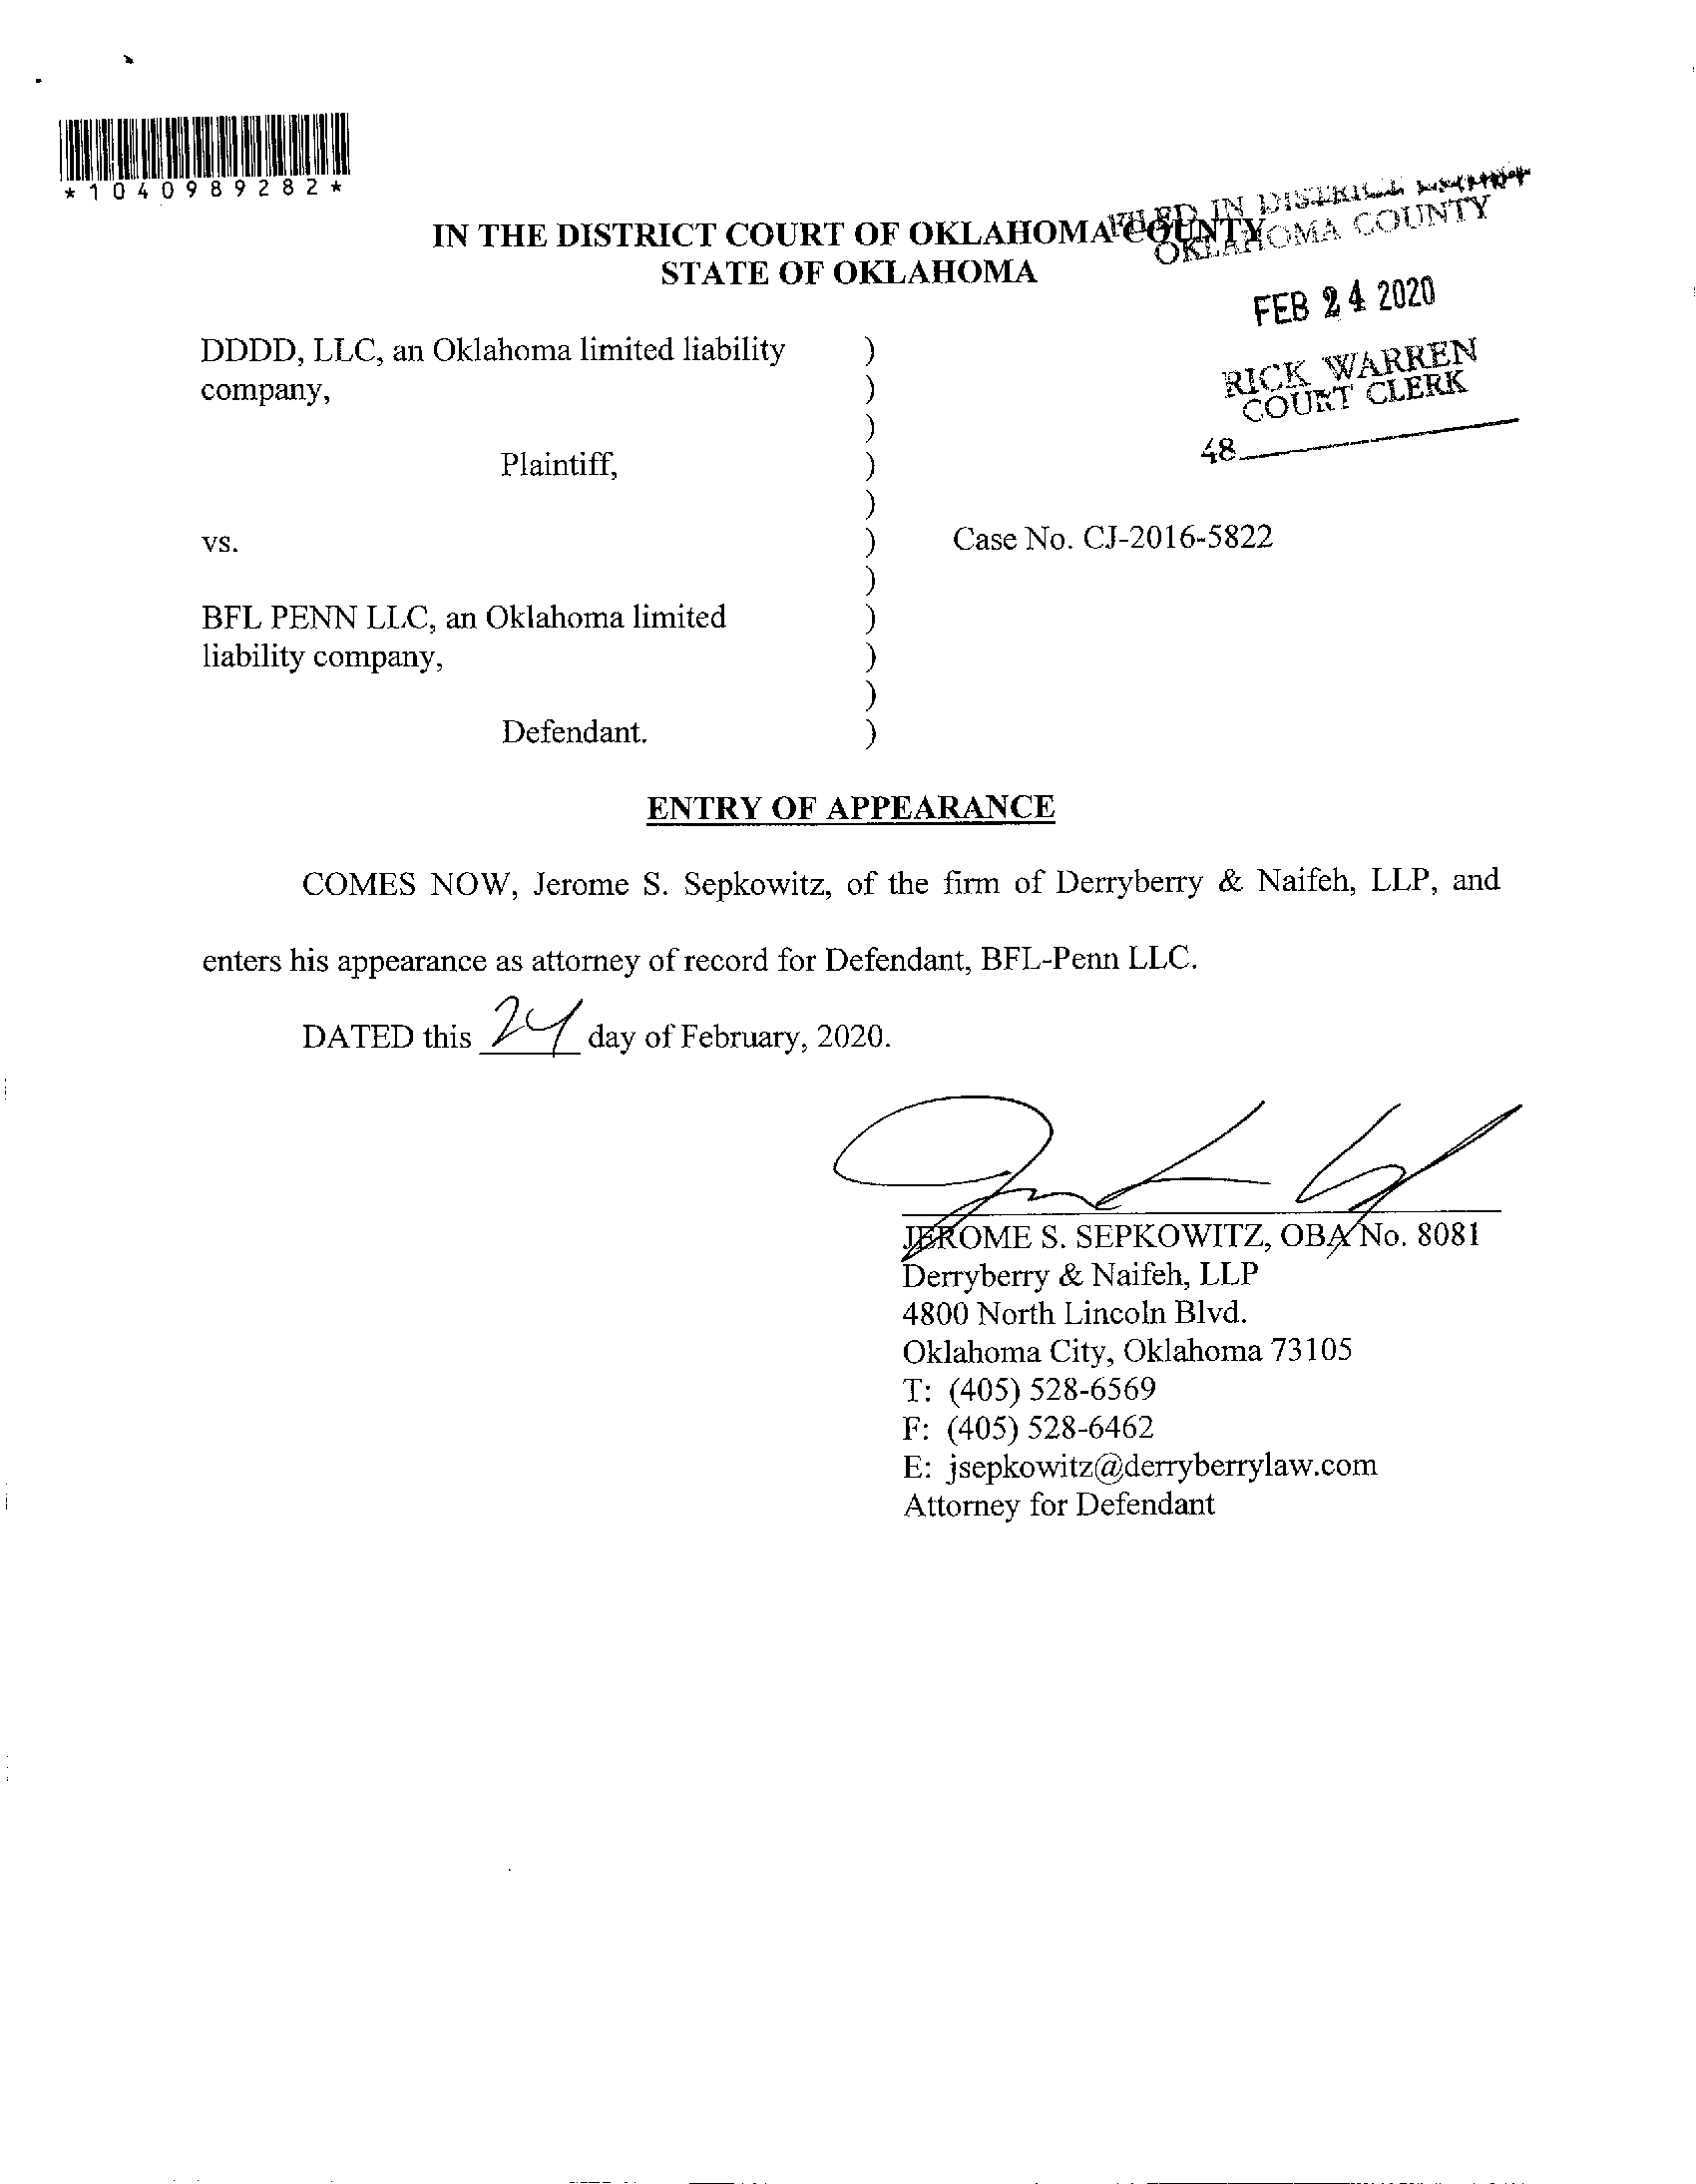 *1040989282*
IN THE DISTRICT COURT OF OKLAHOMA COUNTY
STATE OF OKLAHOMA
FILED IN DISTRICT COURT
OKLAHOMA COUNTY
FEB 24 2020
RICK WARREN
COURT CLERK
48
DDDD, LLC, an Oklahoma limited liability )
company, )
)
Plaintiff, )
)
vs. ) Case No. CJ-2016-5822
)
BFL PENN LLC, an Oklahoma limited )
liability company, )
)
Defendant. )
ENTRY OF APPEARANCE
COMES NOW, Jerome S. Sepkowitz, of the firm of Derryberry & Naifeh, LLP, and
enters his appearance as attorney of record for Defendant, BFL-Penn LLC.
DATED this 24 day of February, 2020.
JEROME S. SEPKOWITZ, OBA No. 8081
Derryberry & Naifeh, LLP
4800 North Lincoln Blvd.
Oklahoma City, Oklahoma 73105
T: (405) 528-6569
F: (405) 528-6462
E: jsepkowitz@derryberrylaw.com
Attorney for Defendant